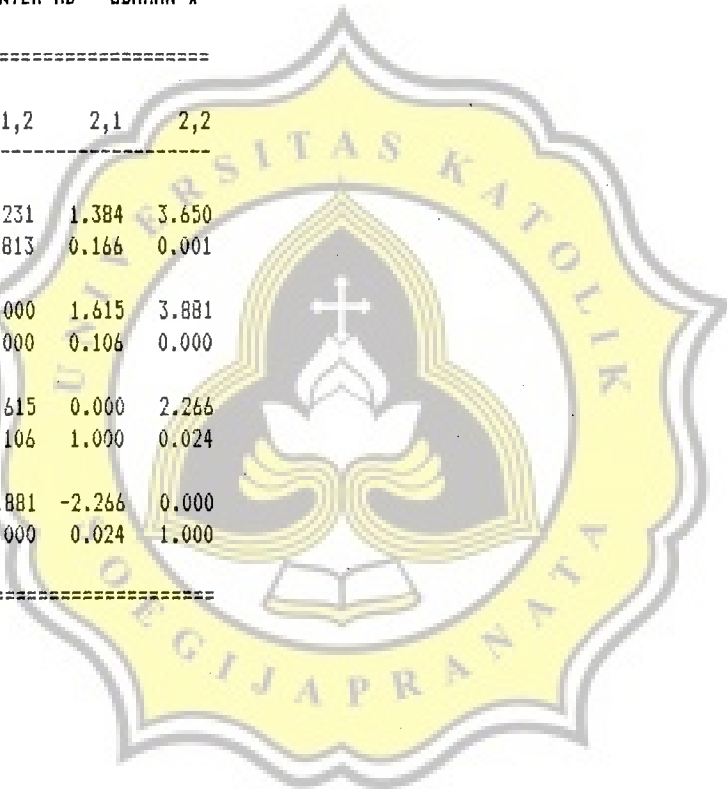 ====================
1,2 2,1 2,2
--------------------
231 1.384 3.650
813 0.166 0.001
000 1.615 3.881
000 0.106 0.000
615 0.000 2.266
106 1.000 0.024
881 -2.266 0.000
000 0.024 1.000
====================
UNIVERSITAS KATOLIK
SOEGIJAPRANATA